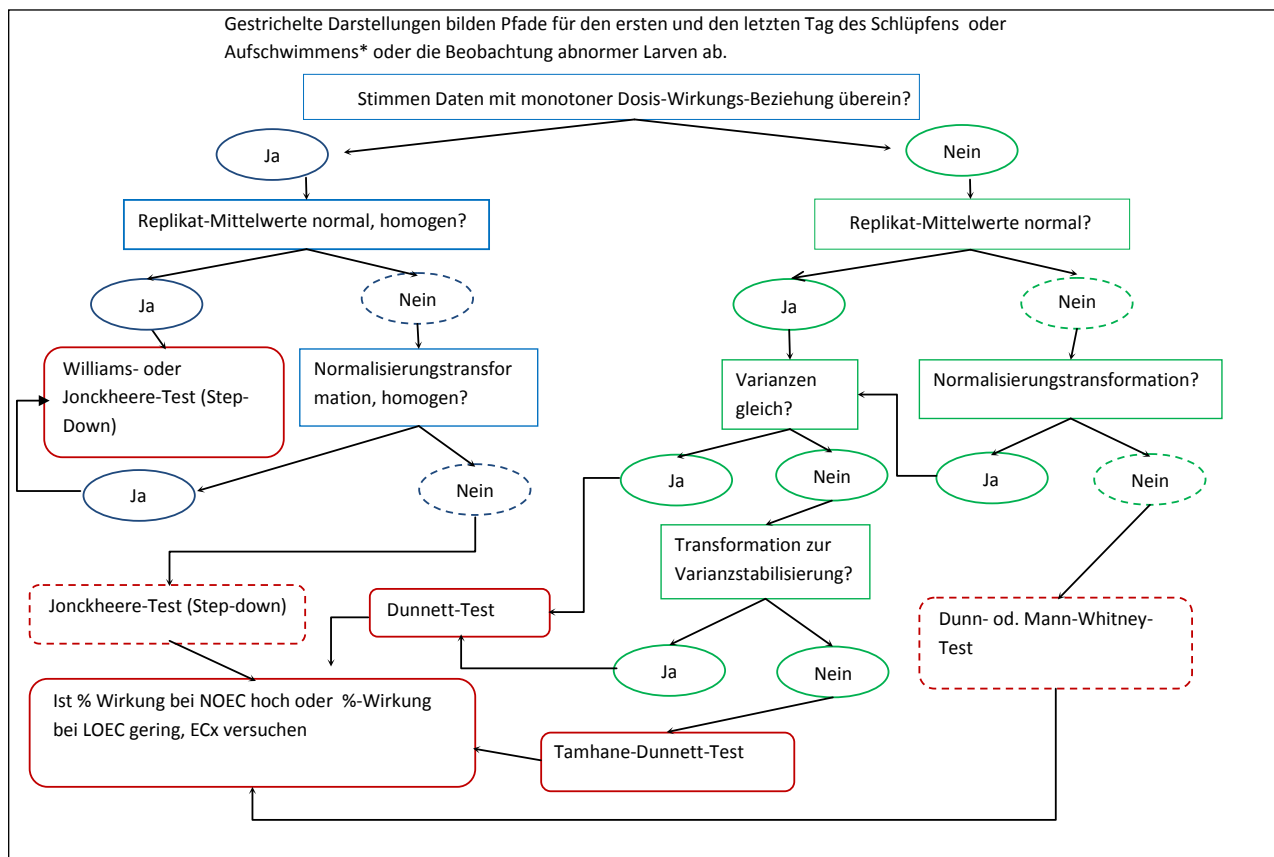 Gestrichelte Darstellungen bilden Pfade für den ersten und den letzten Tag des Schlüpfens oder
Aufschwimmens* oder die Beobachtung abnormer Larven ab.
Stimmen Daten mit monotoner Dosis-Wirkungs-Beziehung überein?
Ja
Nein
Replikat-Mittelwerte normal, homogen?
Replikat-Mittelwerte normal?
Ja
Nein
Ja
Nein
Williams- oder
Jonckheere-Test (Step-
Down)
Normalisierungstransfor
mation, homogen?
Varianzen
gleich?
Normalisierungstransformation?
Ja
Nein
Ja
Nein
Ja
Nein
Transformation zur
Varianzstabilisierung?
Jonckheere-Test (Step-down)
Dunnett-Test
Dunn- od. Mann-Whitney-
Test
Ja
Nein
Ist % Wirkung bei NOEC hoch oder %-Wirkung
bei LOEC gering, ECx versuchen
Tamhane-Dunnett-Test